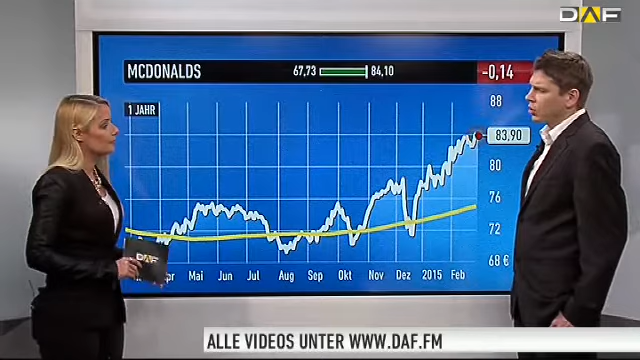 DAF
MCDONALDS 67,73 84,10 -0,14
1 JAHR
88
83,90
80
76
72
68 €
Mai Jun Jul Aug Sep Okt Nov Dez 2015 Feb
DAF
ALLE VIDEOS UNTER WWW.DAF.FM